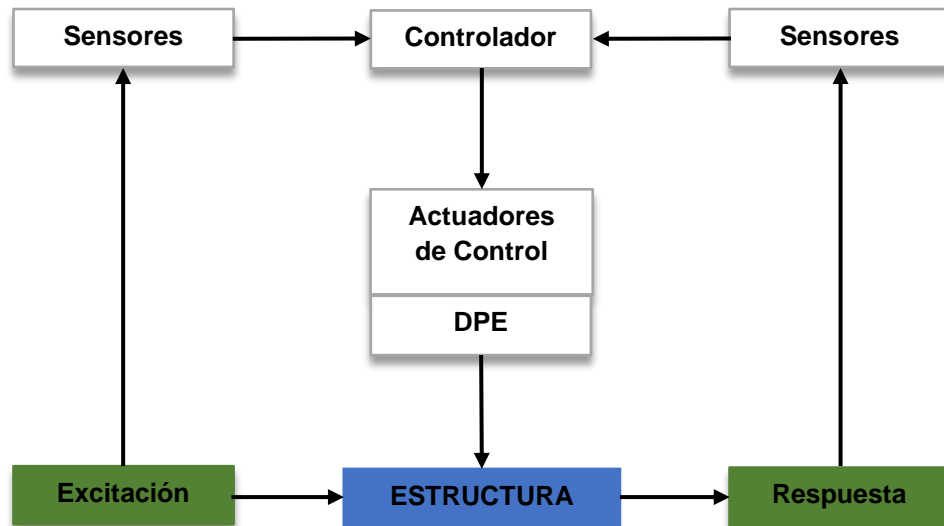 Sensores
Controlador
Sensores
Actuadores
de Control
DPE
Excitación
ESTRUCTURA
Respuesta